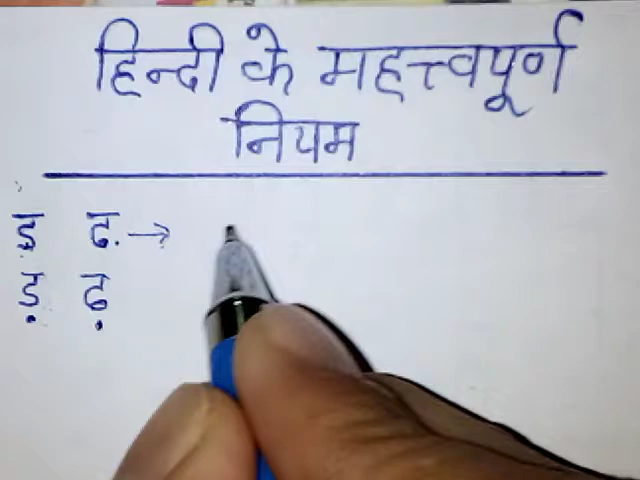 हिन्दी के महत्त्वपूर्ण
नियम
ड ढ →
ड़ ढ़